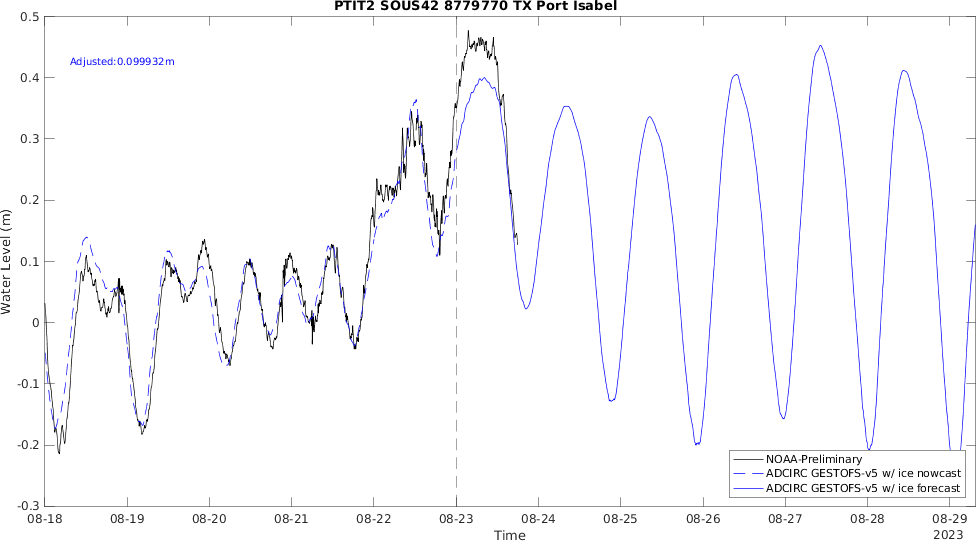 PTIT2 SOUS42 8779770 TX Port Isabel
Adjusted:0.099932m
Water Level (m)
0.5
0.4
0.3
0.2
0.1
0
-0.1
-0.2
-0.3
NOAA-Preliminary
ADCIRC GESTOFS-v5 w/ ice nowcast
ADCIRC GESTOFS-v5 w/ ice forecast
08-18 08-19 08-20 08-21 08-22 08-23 08-24 08-25 08-26 08-27 08-28 08-29
Time
2023